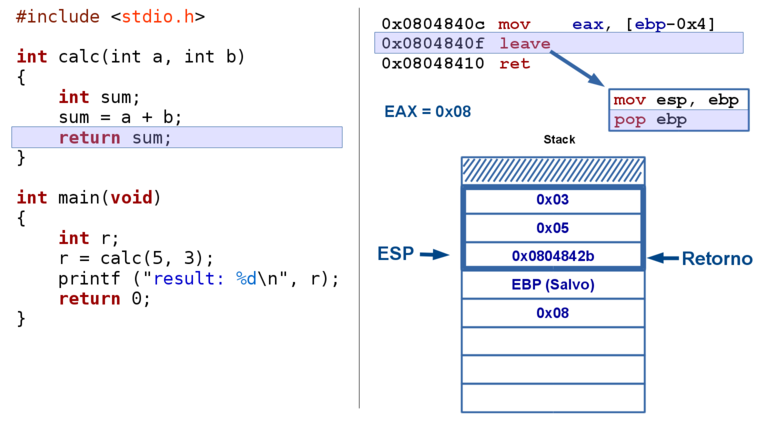 #include <stdio.h>
int calc(int a, int b)
{
int sum;
sum = a + b;
return sum;
}
int main(void)
{
int r;
r = calc(5, 3);
printf ("result: %d\n", r);
return 0;
}
0x0804840c mov eax, [ebp-0x4]
0x0804840f leave
0x08048410 ret
mov esp, ebp
pop ebp
EAX = 0x08
Stack
0x03
0x05
ESP
0x0804842b
Retorno
EBP (Salvo)
0x08